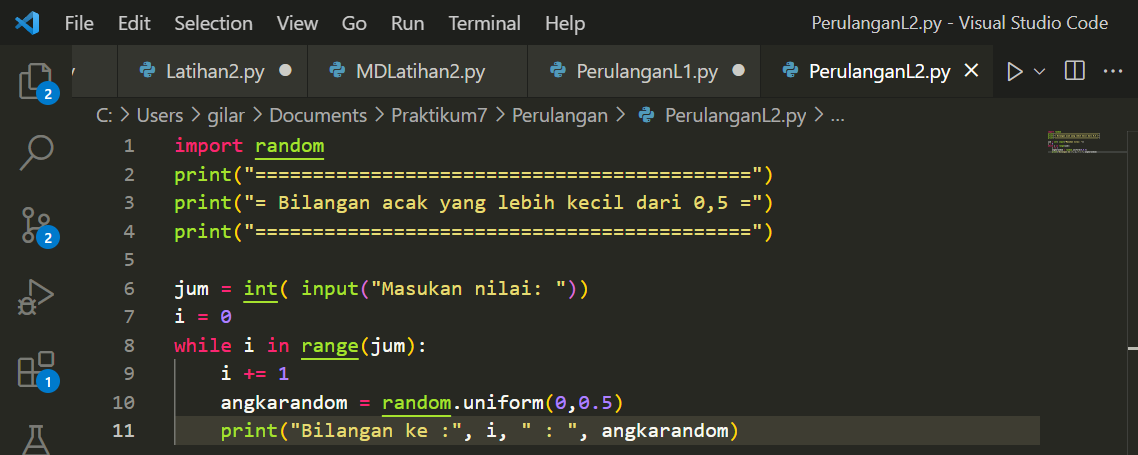 File Edit Selection View Go Run Terminal Help PerulanganL2.py - Visual Studio Code
Latihan2.py MDLatihan2.py PerulanganL1.py PerulanganL2.py
C: > Users > gilar > Documents > Praktikum7 > Perulangan > PerulanganL2.py > ...
2
2
1
1 import random
2 print("===========================================")
3 print("= Bilangan acak yang lebih kecil dari 0,5 =")
4 print("===========================================")
5
6 jum = int( input("Masukan nilai: "))
7 i = 0
8 while i in range(jum):
9     i += 1
10     angkarandom = random.uniform(0,0.5)
11     print("Bilangan ke :", i, " : ", angkarandom)